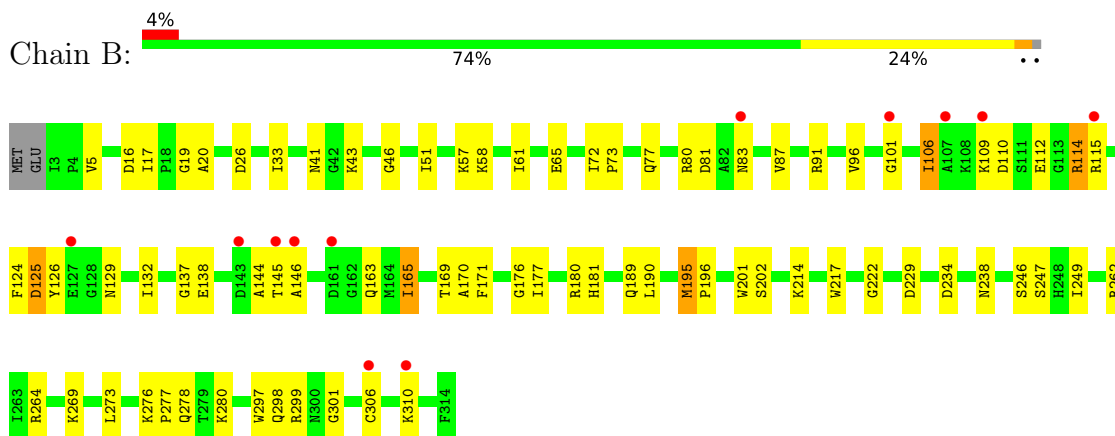 4%
Chain B:
74% 24% . .
MET GLU I3 P4 V5 D16 I17 P18 G19 A20 D26 I33 N41 G42 K43 G46 I51 K57 K58 I61 E65 I72 P73 Q77 R80 D81 A82 N83 V87 R91 V96 G101 I106 A107 K108 K109 D110 S111 E112 G113 R114 R115
F124 D125 Y126 E127 G128 N129 I132 G137 E138 D143 A144 T145 A146 D161 G162 Q163 M164 I165 T169 A170 F171 G176 I177 R180 H181 Q189 L190 M195 P196 W201 S202 K214 W217 G222 D229 D234 N238 S246 S247 H248 I249 R262
I263 R264 K269 L273 K276 P277 Q278 T279 K280 W297 Q298 R299 N300 G301 C306 K310 F314